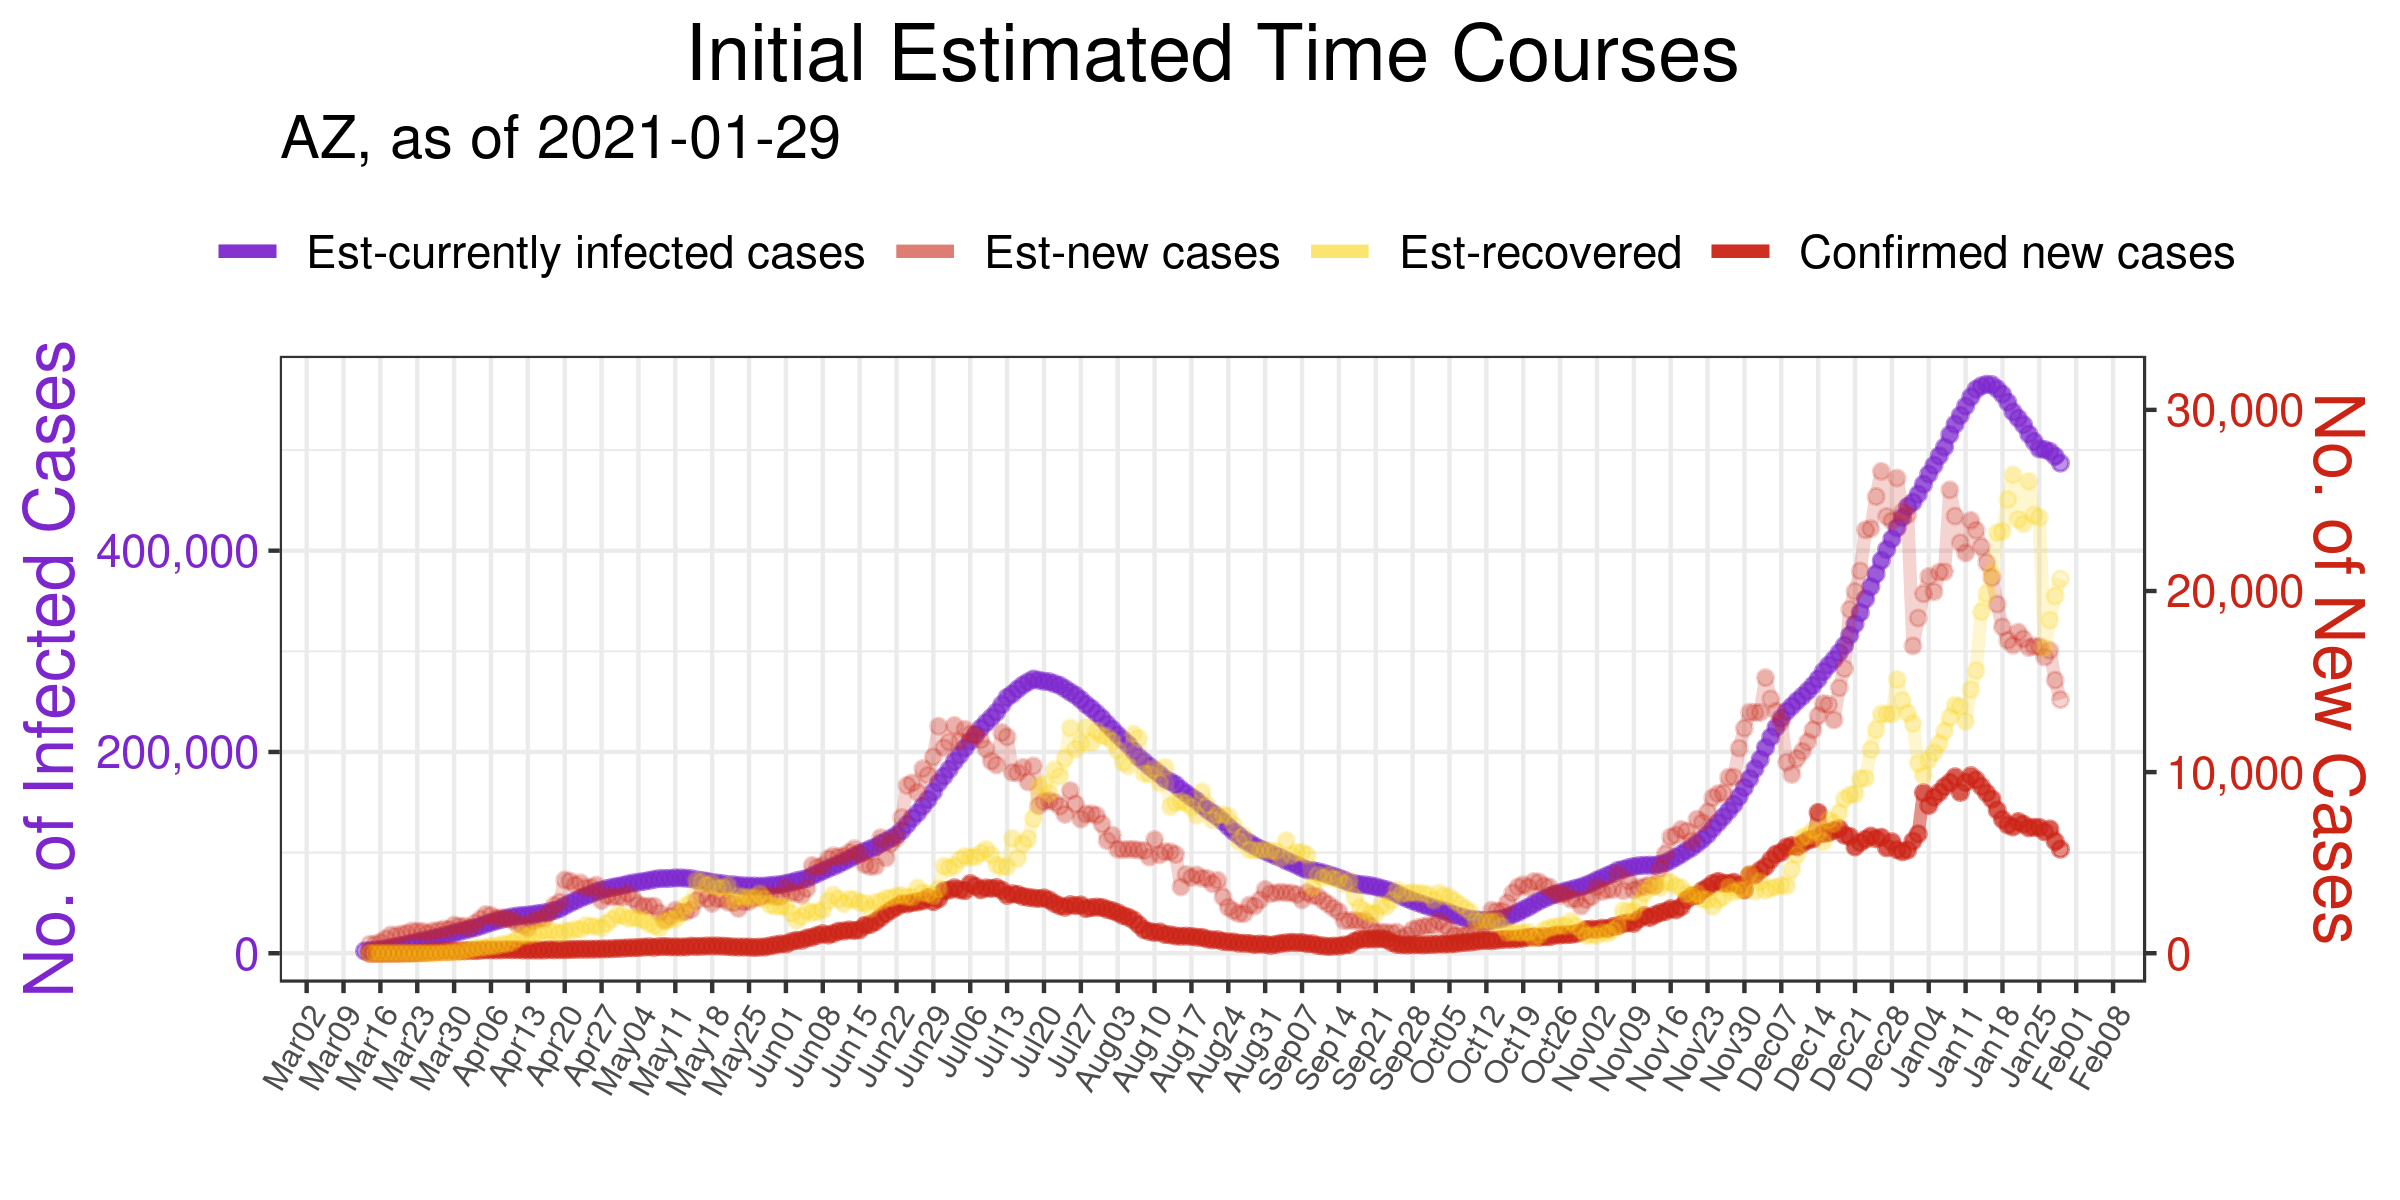 Initial Estimated Time Courses
AZ, as of 2021-01-29
Est-currently infected cases
Est-new cases
Est-recovered
Confirmed new cases
No. of Infected Cases
400,000
200,000
0
30,000
20,000
10,000
0
No. of New Cases
Mar02
Mar09
Mar16
Mar23
Mar30
Apr06
Apr13
Apr20
Apr27
May04
May11
May18
May25
Jun01
Jun08
Jun15
Jun22
Jun29
Jul06
Jul13
Jul20
Jul27
Aug03
Aug10
Aug17
Aug24
Aug31
Sep07
Sep14
Sep21
Sep28
Oct05
Oct12
Oct19
Oct26
Nov02
Nov09
Nov16
Nov23
Nov30
Dec07
Dec14
Dec21
Dec28
Jan04
Jan11
Jan18
Jan25
Feb01
Feb08